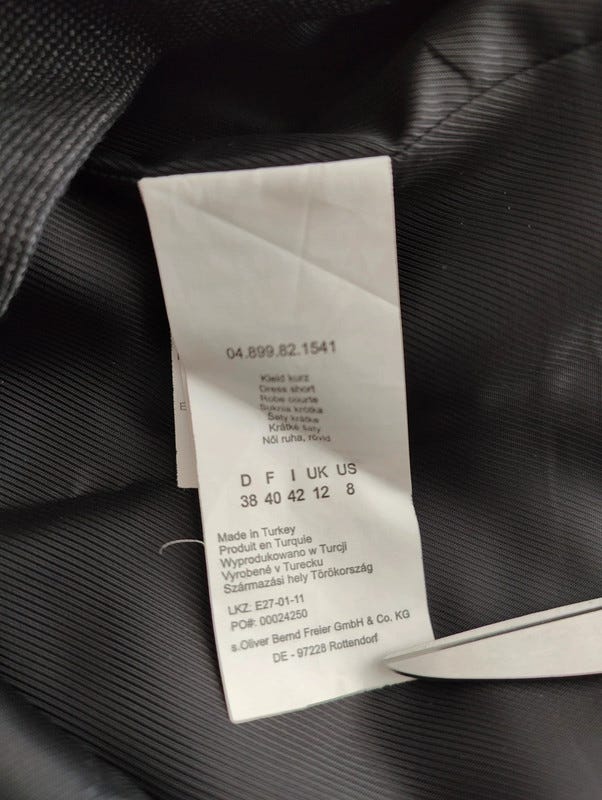 04.899.82.1541
Kleid kurz
Dress short
Robe courte
Suknia krótka
Šaty krátke
Krátké šaty
Női ruha, rövid
D F I UK US
38 40 42 12 8
Made in Turkey
Produit en Turquie
Wyprodukowano w Turcji
Vyrobené v Turecku
Származási hely Törökország
LKZ: E27-01-11
PO#: 00024250
s.Oliver Bernd Freier GmbH & Co. KG
DE - 97228 Rottendorf
E